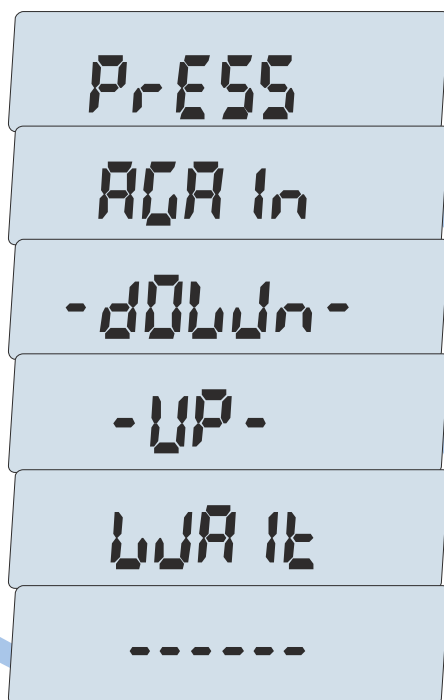 PrESS
AGAIn
-dOWn-
-UP-
WAIt
------